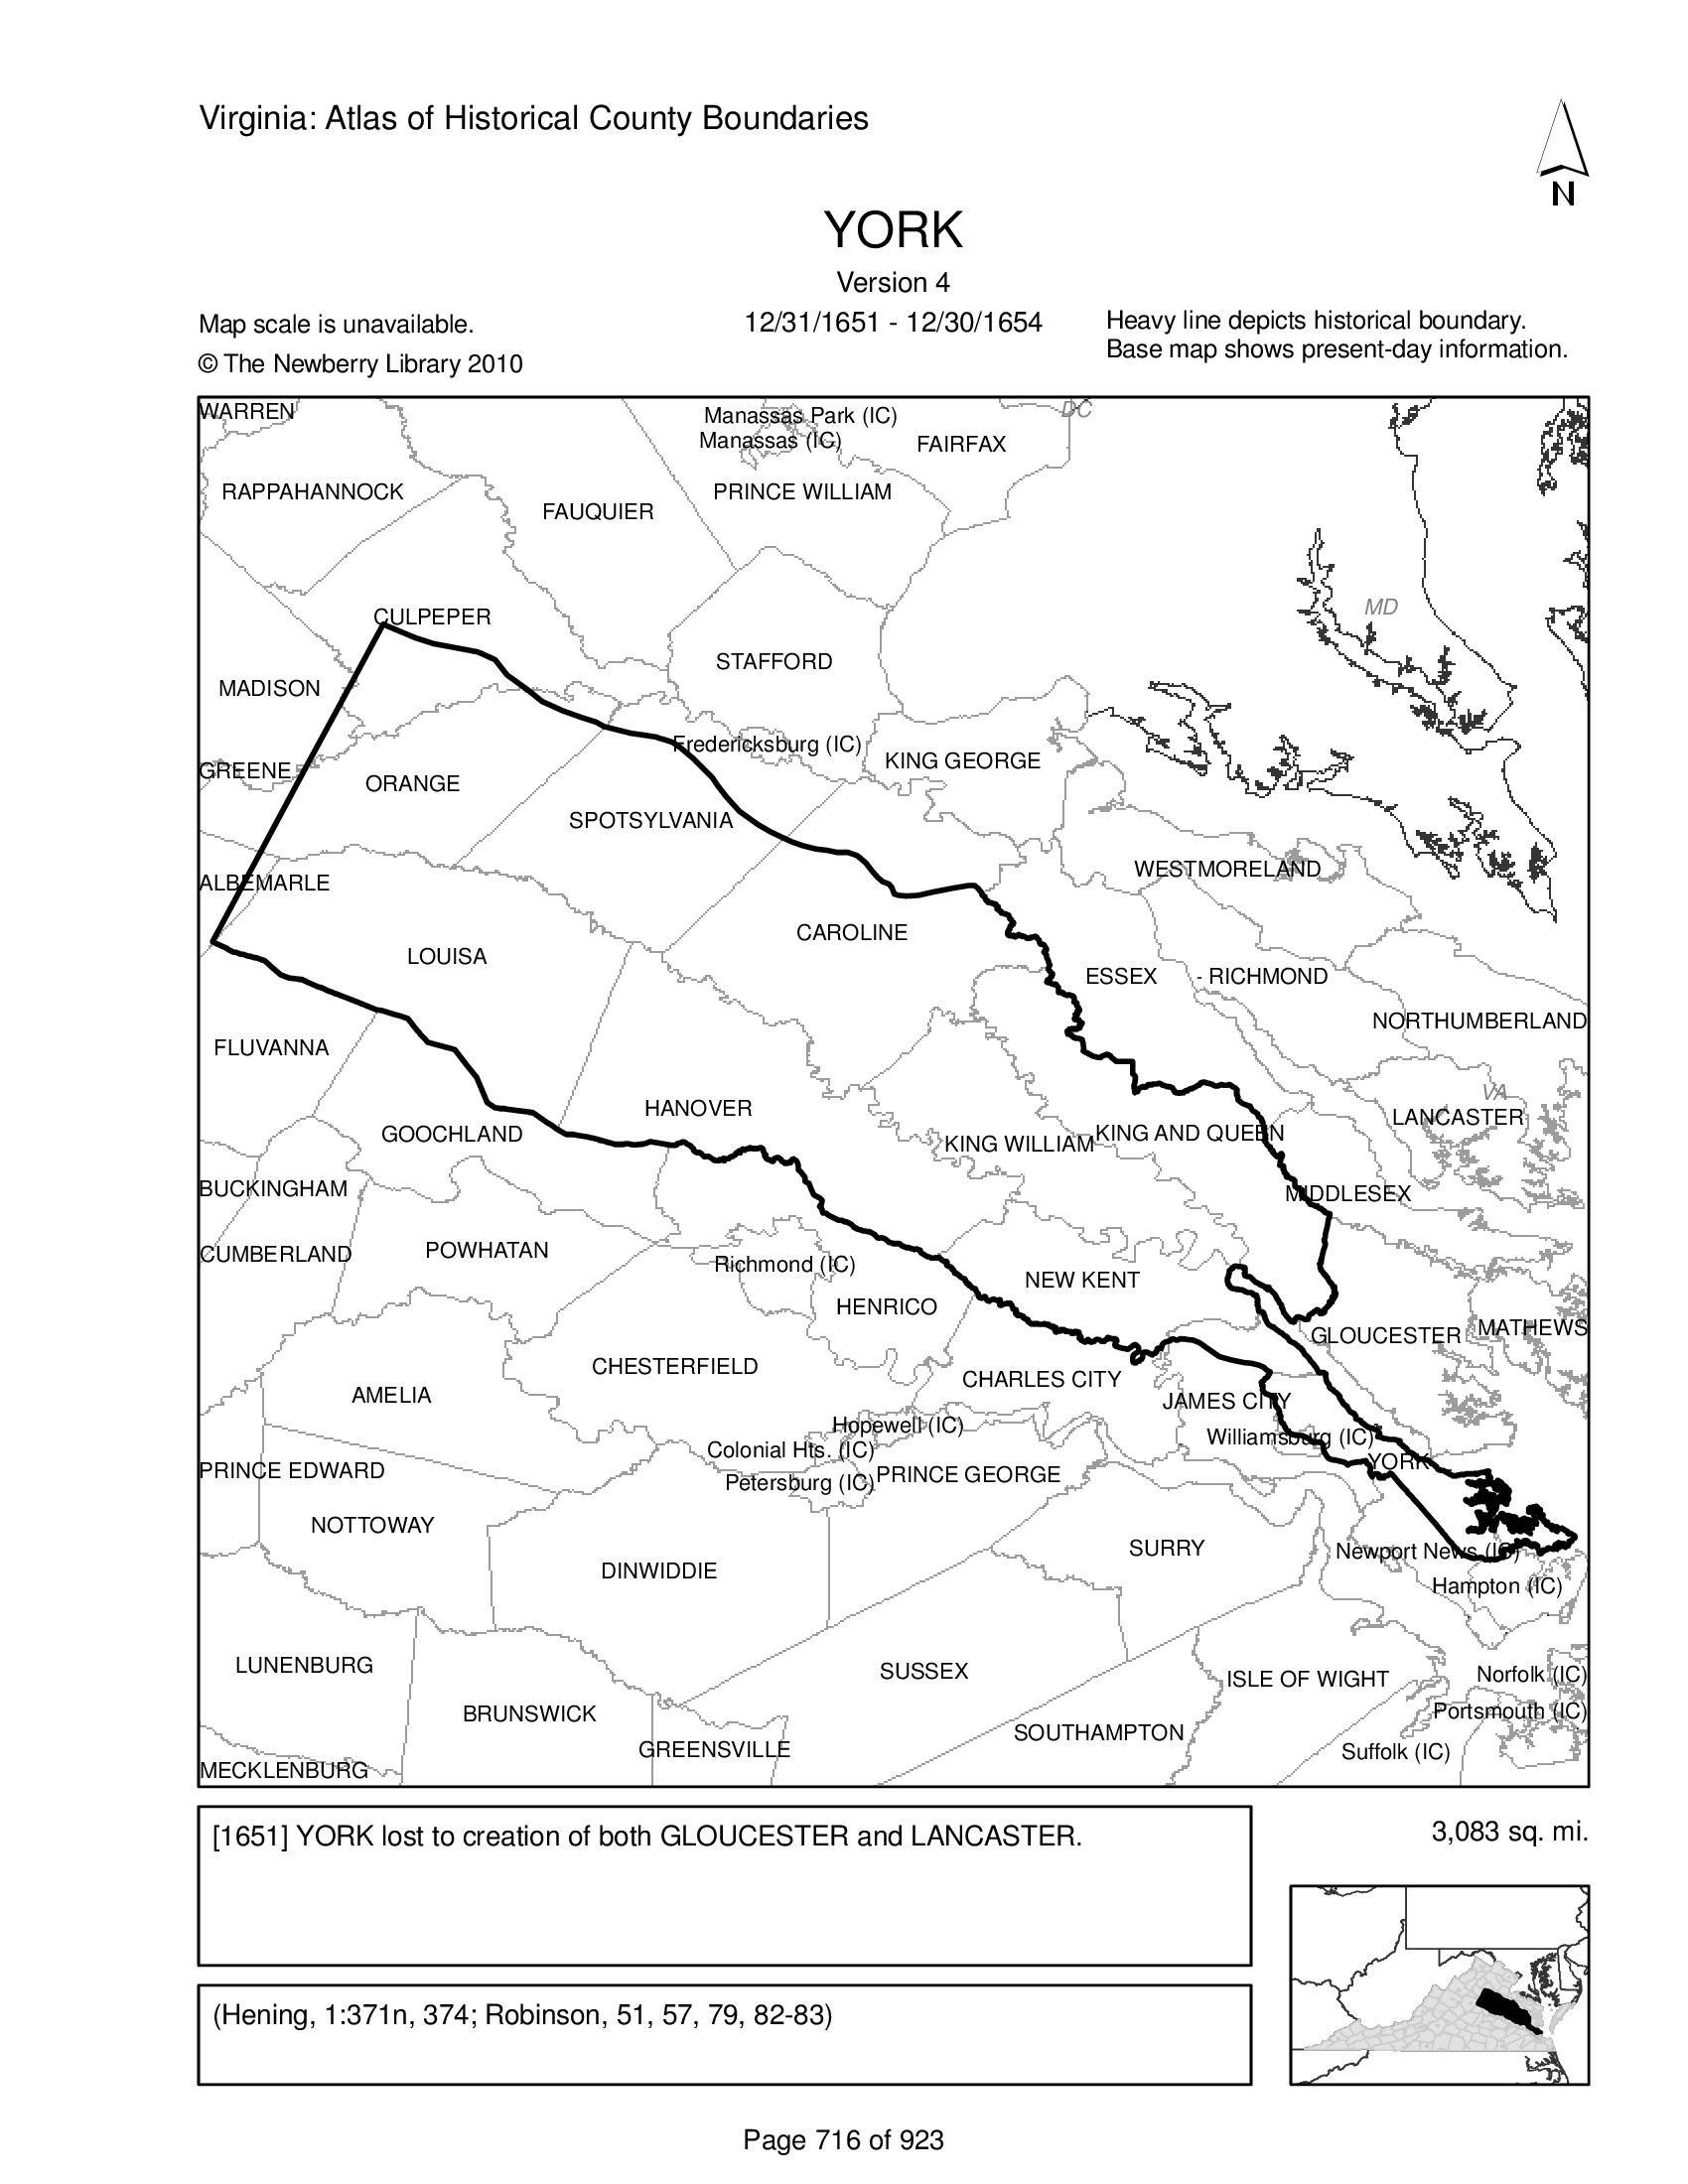 Virginia: Atlas of Historical County Boundaries
N
YORK
Version 4
Map scale is unavailable.
12/31/1651 - 12/30/1654
Heavy line depicts historical boundary.
© The Newberry Library 2010
Base map shows present-day information.
WARREN
Manassas Park (IC)
DC
Manassas (IC)
FAIRFAX
RAPPAHANNOCK
PRINCE WILLIAM
FAUQUIER
MD
CULPEPER
STAFFORD
MADISON
Fredericksburg (IC)
KING GEORGE
GREENE
ORANGE
SPOTSYLVANIA
WESTMORELAND
ALBEMARLE
CAROLINE
LOUISA
ESSEX
RICHMOND
NORTHUMBERLAND
FLUVANNA
VA
HANOVER
LANCASTER
GOOCHLAND
KING WILLIAM
KING AND QUEEN
BUCKINGHAM
MIDDLESEX
CUMBERLAND
POWHATAN
Richmond (IC)
NEW KENT
HENRICO
GLOUCESTER
MATHEWS
CHESTERFIELD
CHARLES CITY
AMELIA
JAMES CITY
Hopewell (IC)
Williamsburg (IC)
Colonial Hts. (IC)
YORK
PRINCE EDWARD
PRINCE GEORGE
Petersburg (IC)
NOTTOWAY
SURRY
Newport News (IC)
DINWIDDIE
Hampton (IC)
LUNENBURG
SUSSEX
ISLE OF WIGHT
Norfolk (IC)
BRUNSWICK
Portsmouth (IC)
SOUTHAMPTON
GREENSVILLE
Suffolk (IC)
MECKLENBURG
[1651] YORK lost to creation of both GLOUCESTER and LANCASTER.
3,083 sq. mi.
(Hening, 1:371n, 374; Robinson, 51, 57, 79, 82-83)
Page 716 of 923